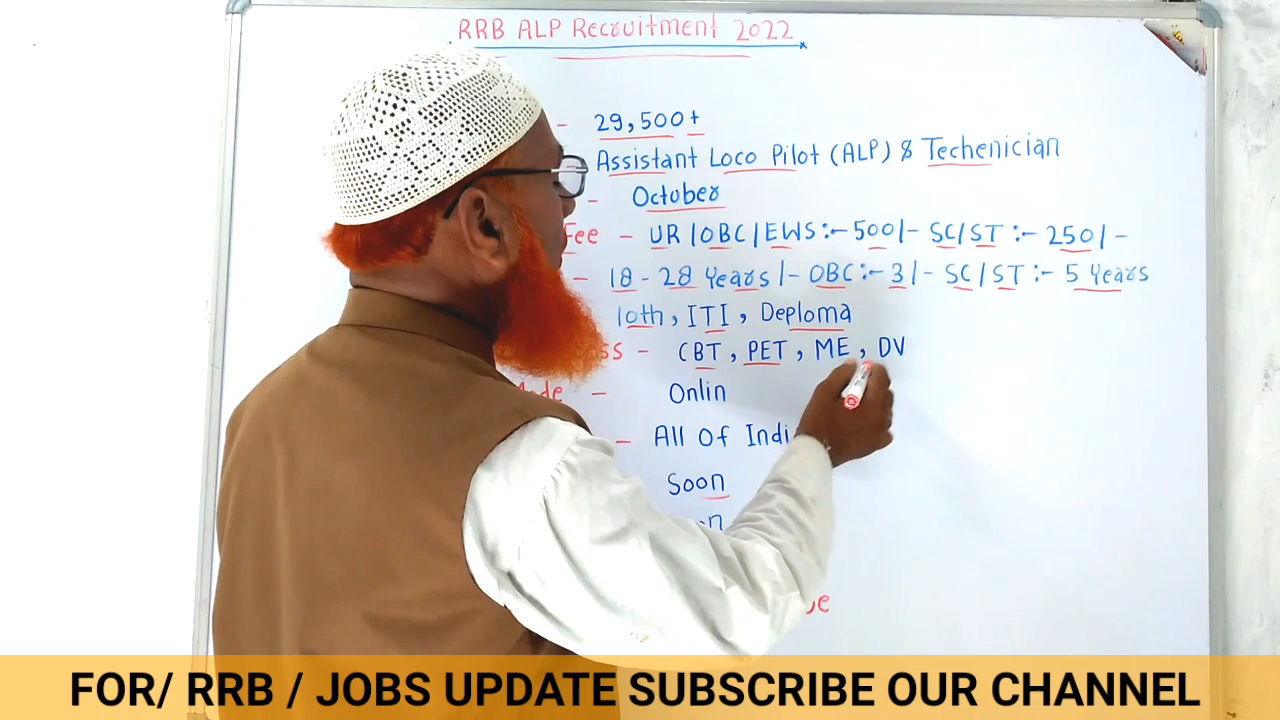 RRB ALP Recruitment 2022
- 29,500+
- Assistant Loco Pilot (ALP) & Techenician
- October
Fee - UR/OBC/EWS:-500/- SC/ST:-250/-
- 18-28 Years/- OBC:-3/- SC/ST:-5 Years
10th, ITI, Deploma
- CBT, PET, ME, DV
- Onlin
- All Of Indi
Soon
FOR/ RRB / JOBS UPDATE SUBSCRIBE OUR CHANNEL